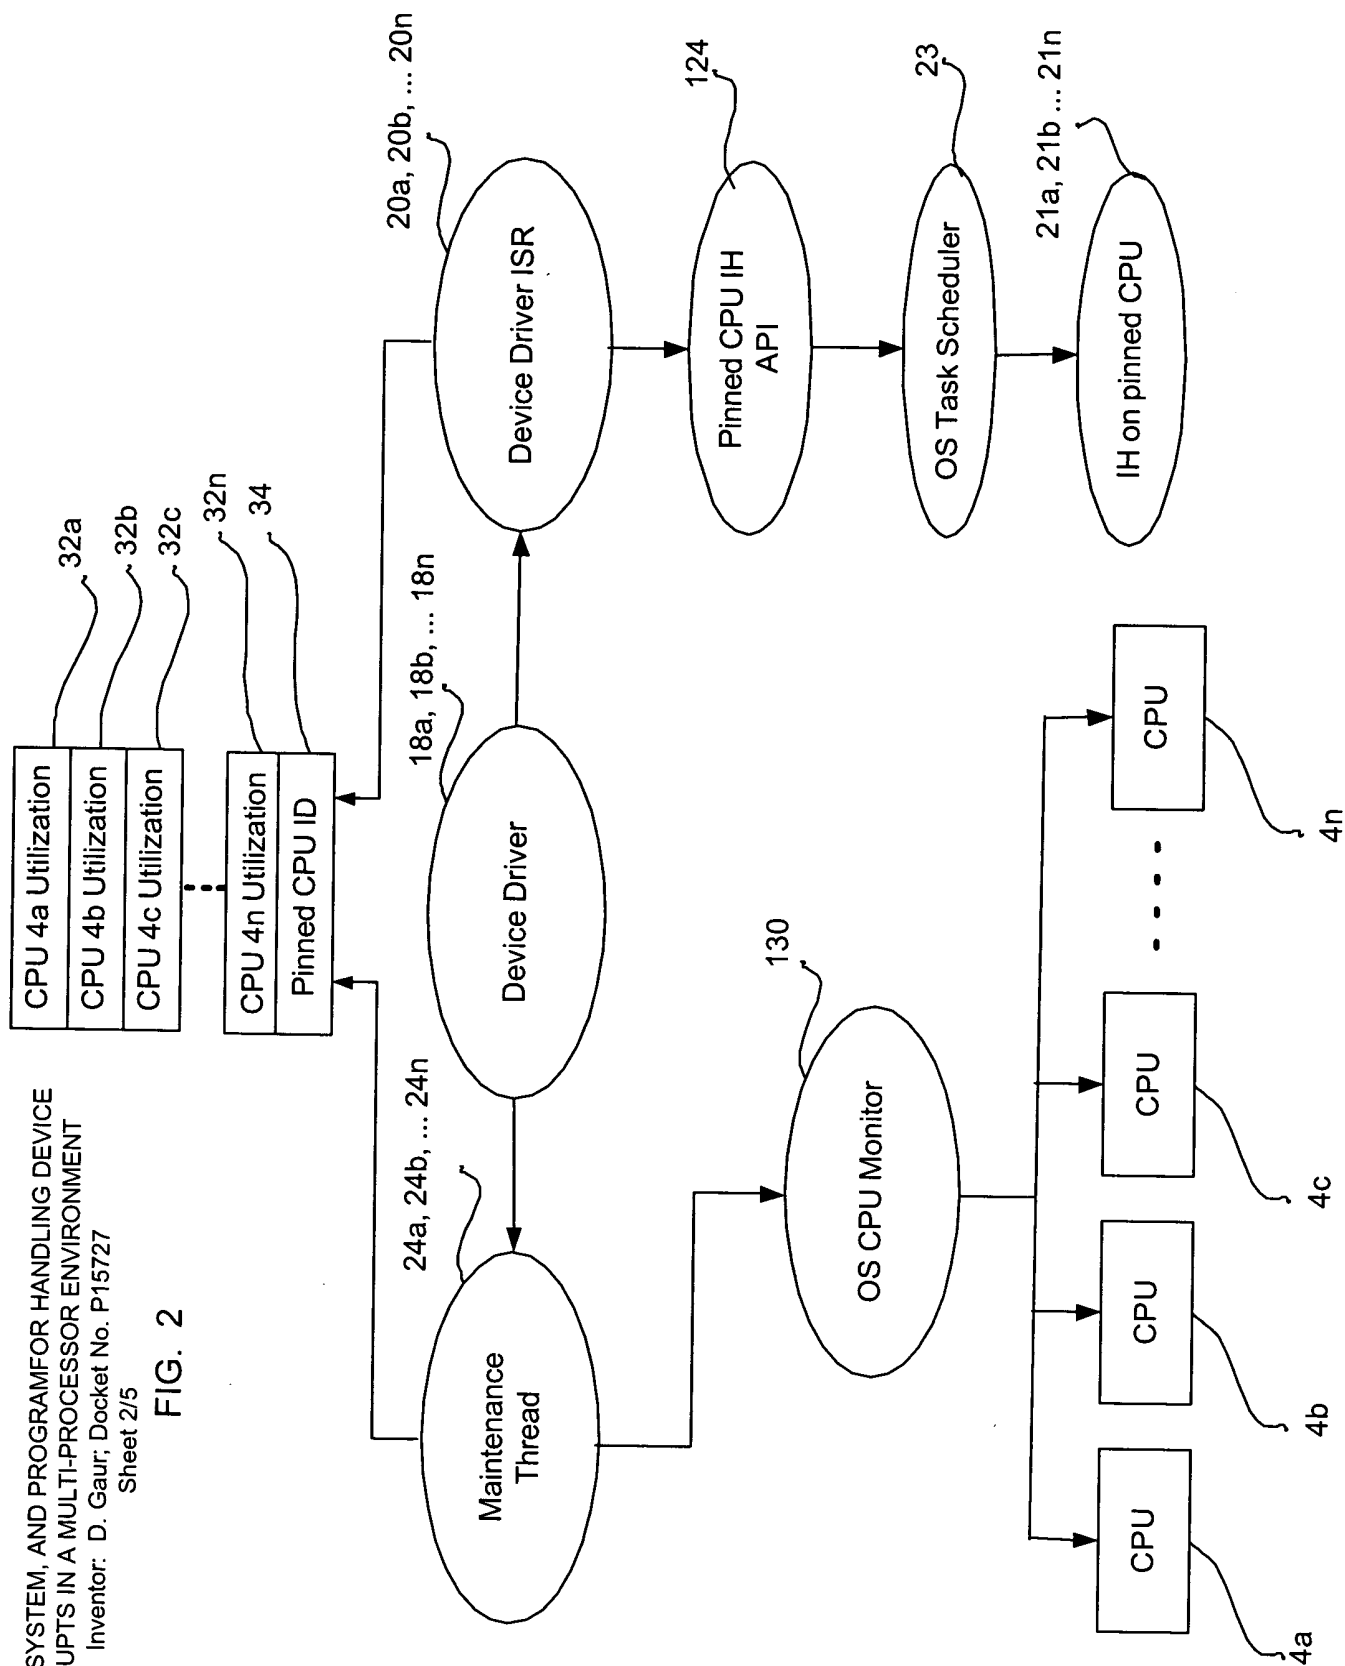 SYSTEM, AND PROGRAMFOR HANDLING DEVICE
UPTS IN A MULTI-PROCESSOR ENVIRONMENT
Inventor: D. Gaur; Docket No. P15727
Sheet 2/5
FIG. 2
CPU 4a Utilization
32a
CPU 4b Utilization
32b
CPU 4c Utilization
32c
CPU 4n Utilization
32n
Pinned CPU ID
34
24a, 24b, ... 24n
18a, 18b, ... 18n
20a, 20b, ... 20n
Maintenance
Thread
Device Driver
Device Driver ISR
124
Pinned CPU IH
API
130
OS CPU Monitor
23
OS Task Scheduler
21a, 21b ... 21n
IH on pinned CPU
CPU
CPU
CPU
CPU
4a
4b
4c
4n